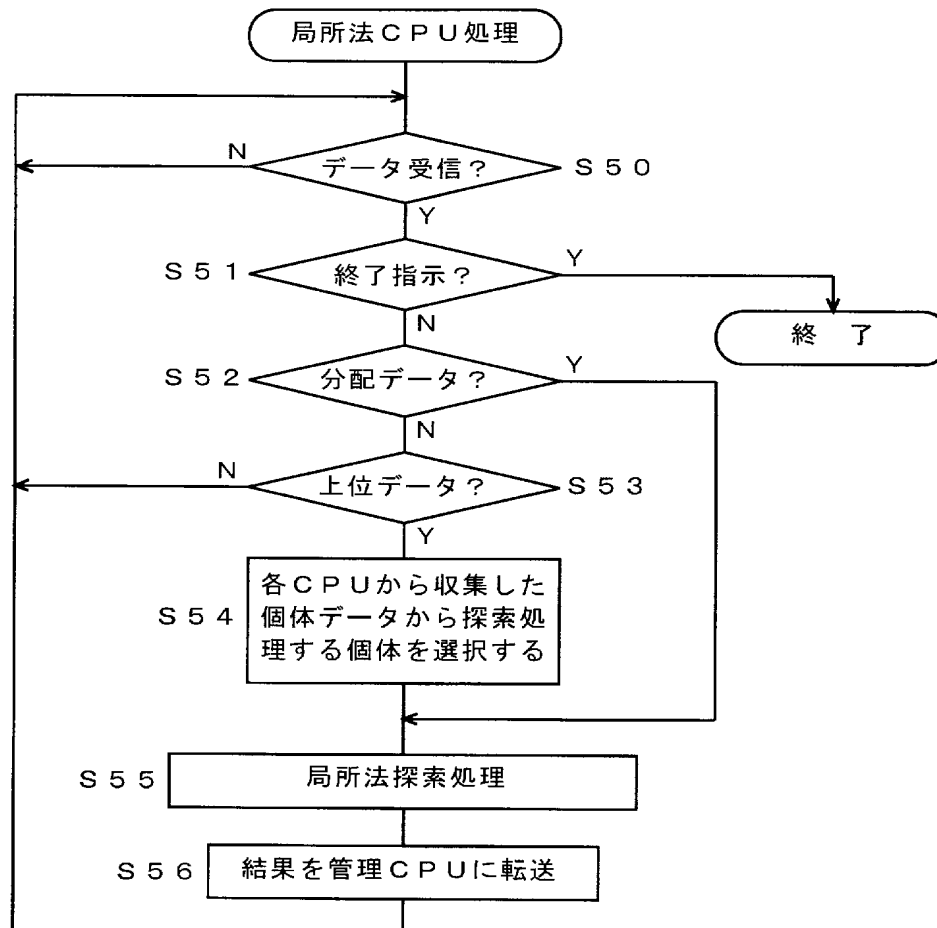 局所法CPU処理
N
データ受信?
S50
Y
S51
終了指示?
Y
N
終 了
S52
分配データ?
Y
N
N
上位データ?
S53
Y
S54
各CPUから収集した
個体データから探索処
理する個体を選択する
S55
局所法探索処理
S56
結果を管理CPUに転送